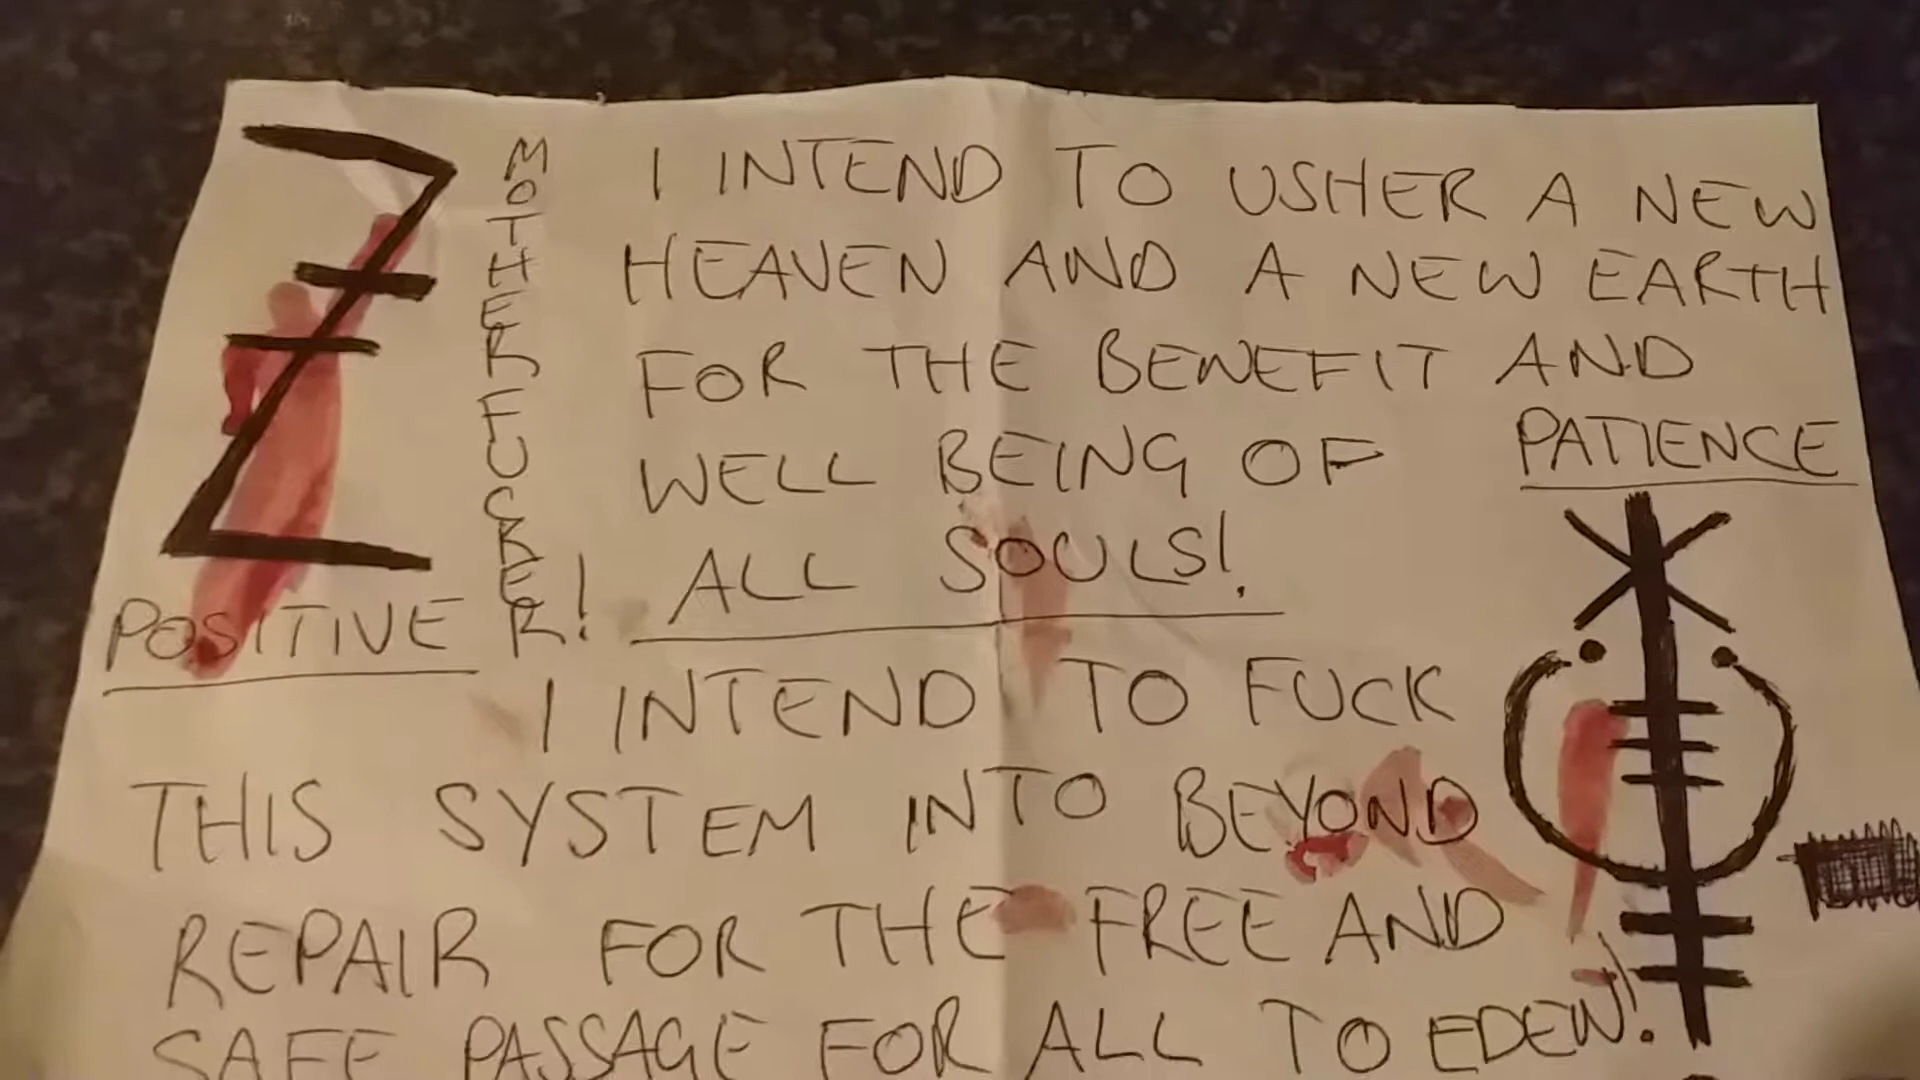 MOTHERFUCKER!
POSITIVE
I INTEND TO USHER A NEW
HEAVEN AND A NEW EARTH
FOR THE BENEFIT AND
WELL BEING OF
ALL SOULS!
PATIENCE
I INTEND TO FUCK
THIS SYSTEM INTO BEYOND
REPAIR FOR THE FREE AND
SAFE PASSAGE FOR ALL TO EDEN!